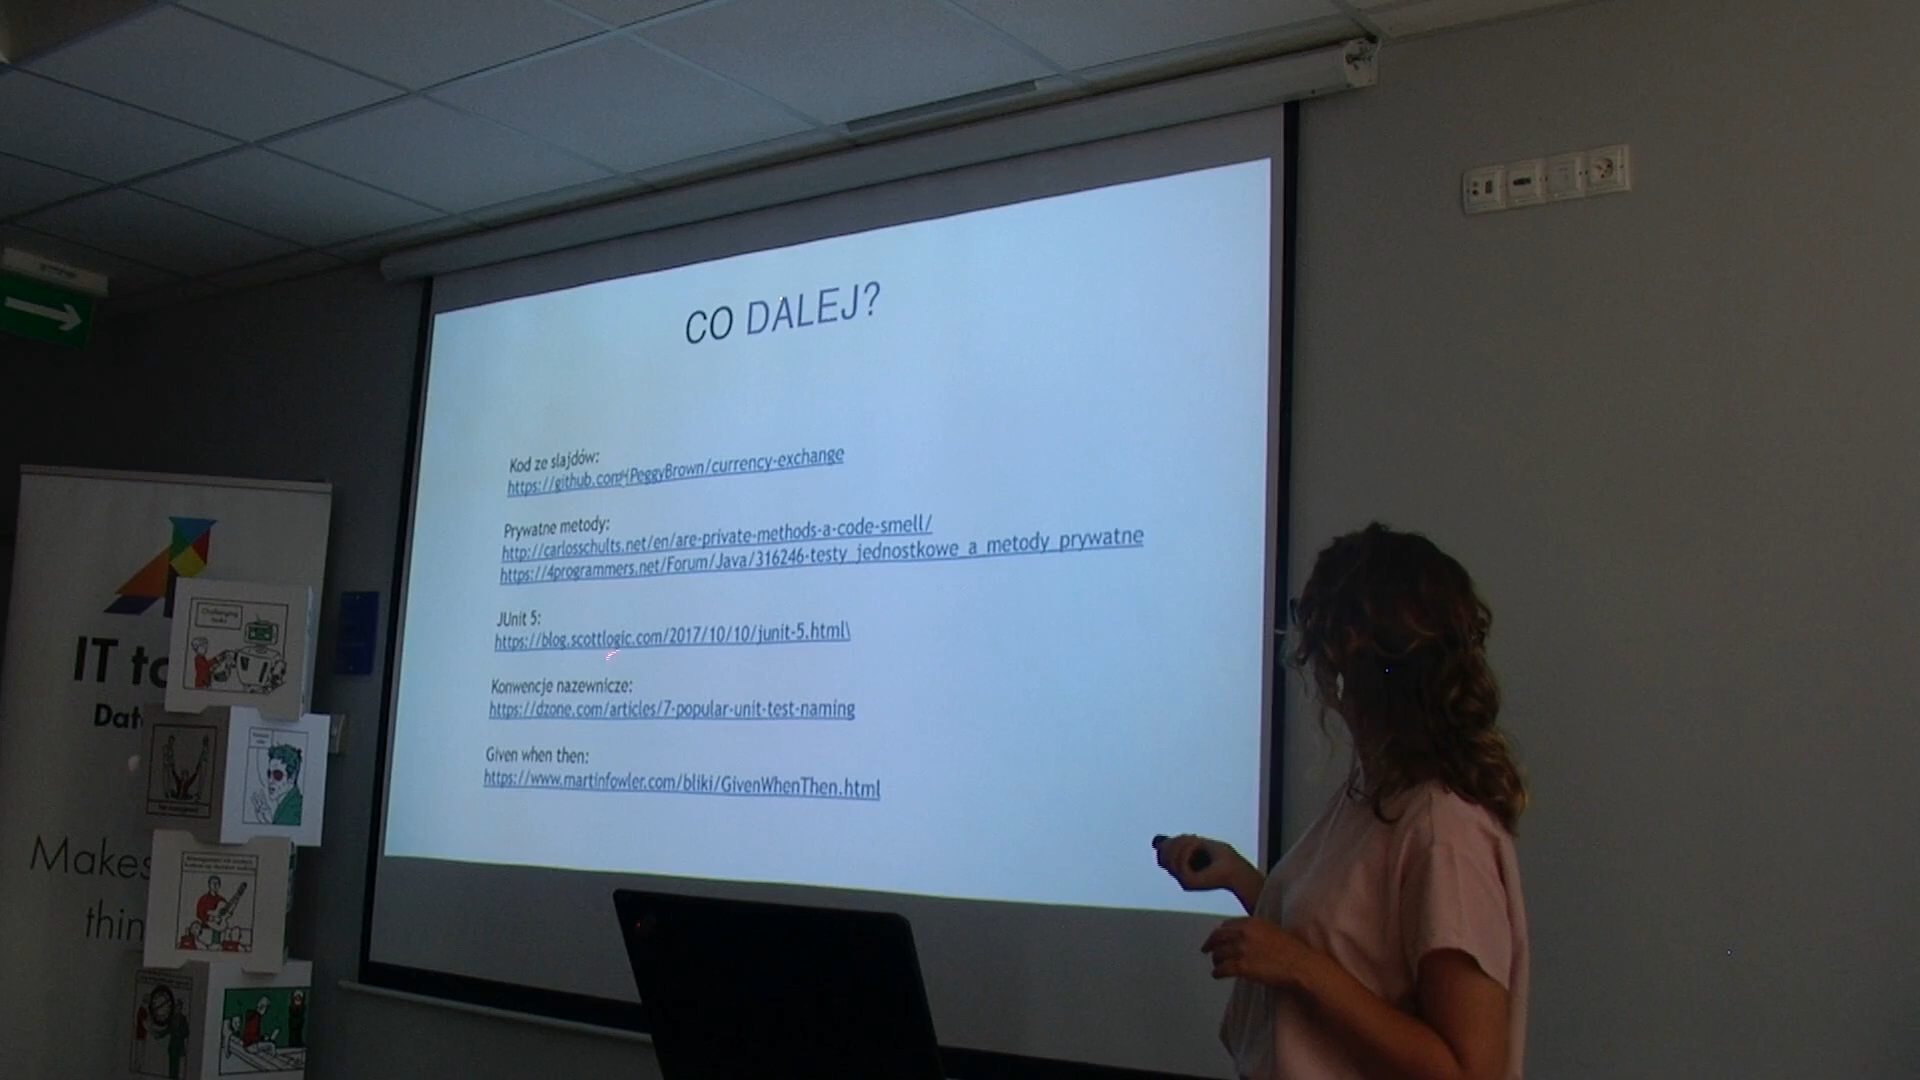 CO DALEJ?
Kod ze slajdów:
https://github.com/PeggyBrown/currency-exchange
Prywatne metody:
http://carlosschults.net/en/are-private-methods-a-code-smell/
https://4programmers.net/Forum/Java/316246-testy_jednostkowe_a_metody_prywatne
JUnit 5:
https://blog.scottlogic.com/2017/10/10/junit-5.html\
Konwencje nazewnicze:
https://dzone.com/articles/7-popular-unit-test-naming
Given when then:
https://www.martinfowler.com/bliki/GivenWhenThen.html
IT
Makes
Challenging